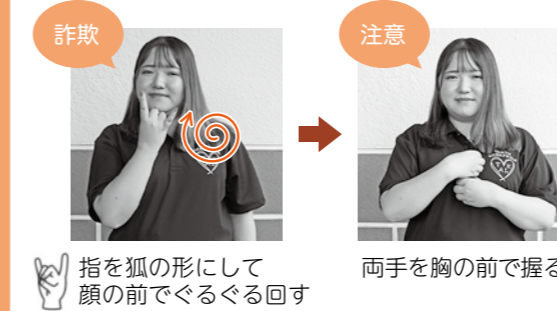 詐欺
注意
指を狐の形にして
顔の前でぐるぐる回す
両手を胸の前で握る